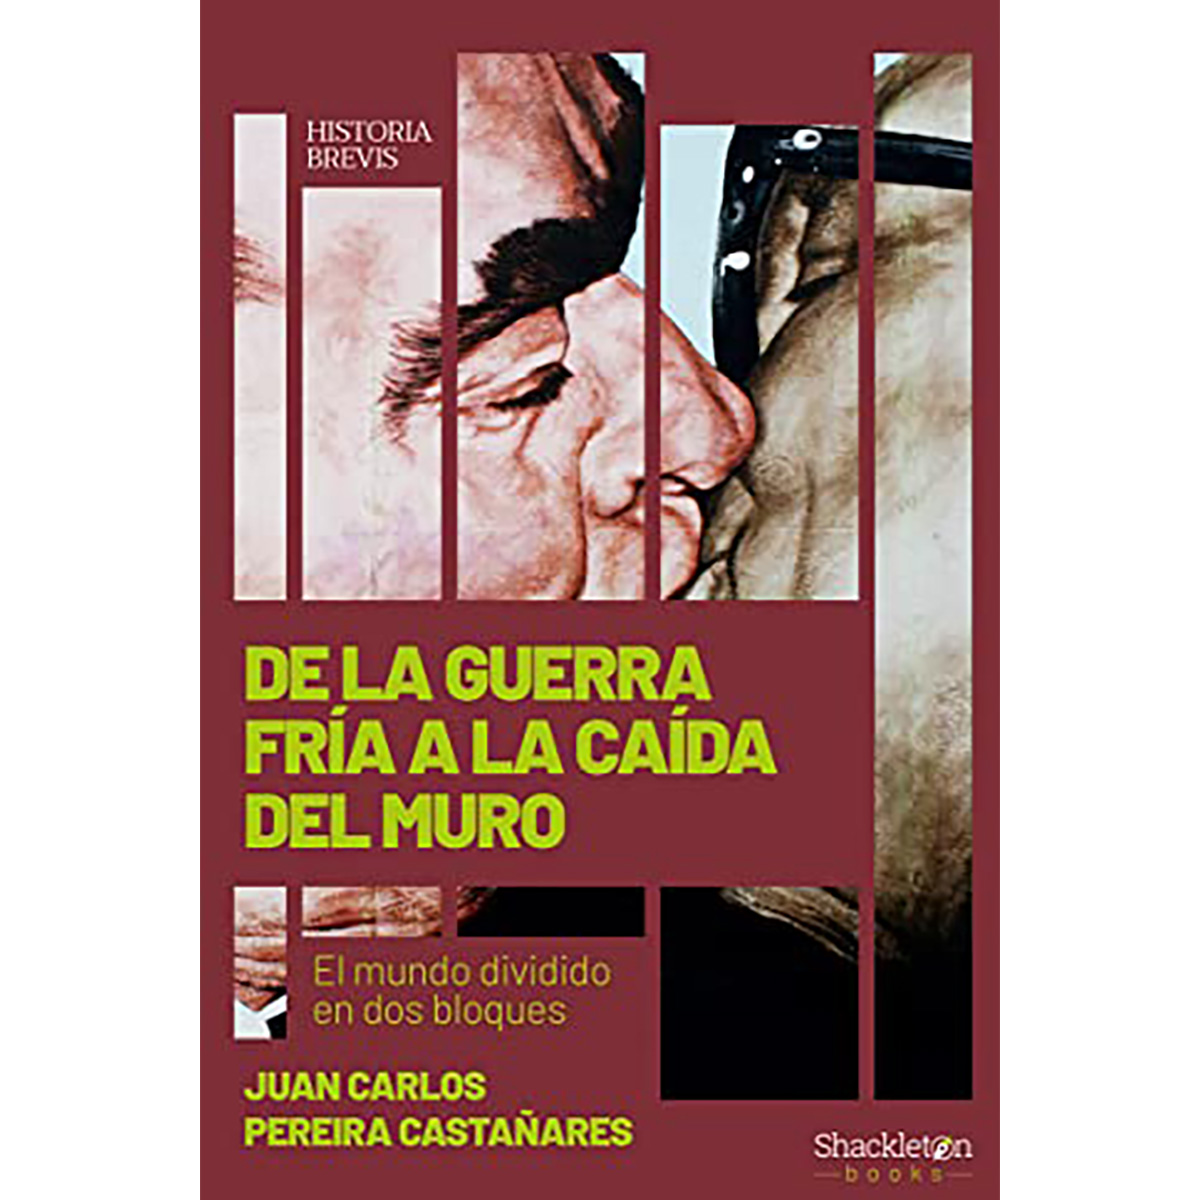 HISTORIA
BREVIS
DE LA GUERRA
FRÍA A LA CAÍDA
DEL MURO
El mundo dividido
en dos bloques
JUAN CARLOS
PEREIRA CASTAÑARES
Shackleton
books